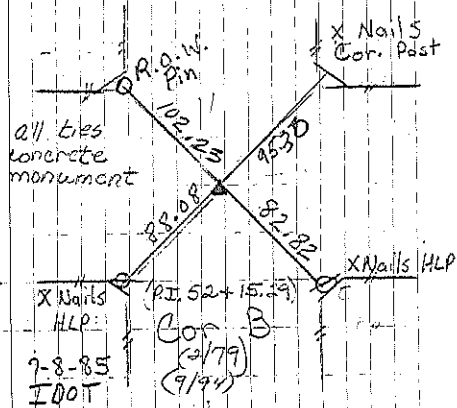 X Nails
Cor. Post
R.O.W.
Pin
all ties
concrete
monument
102.23
95.30
88.08
82.82
X Nails
HLP
X Nails HLP
(P.I. 52+15.29)
Cor B
(2/79)
(9/94)
7-8-85
IDOT